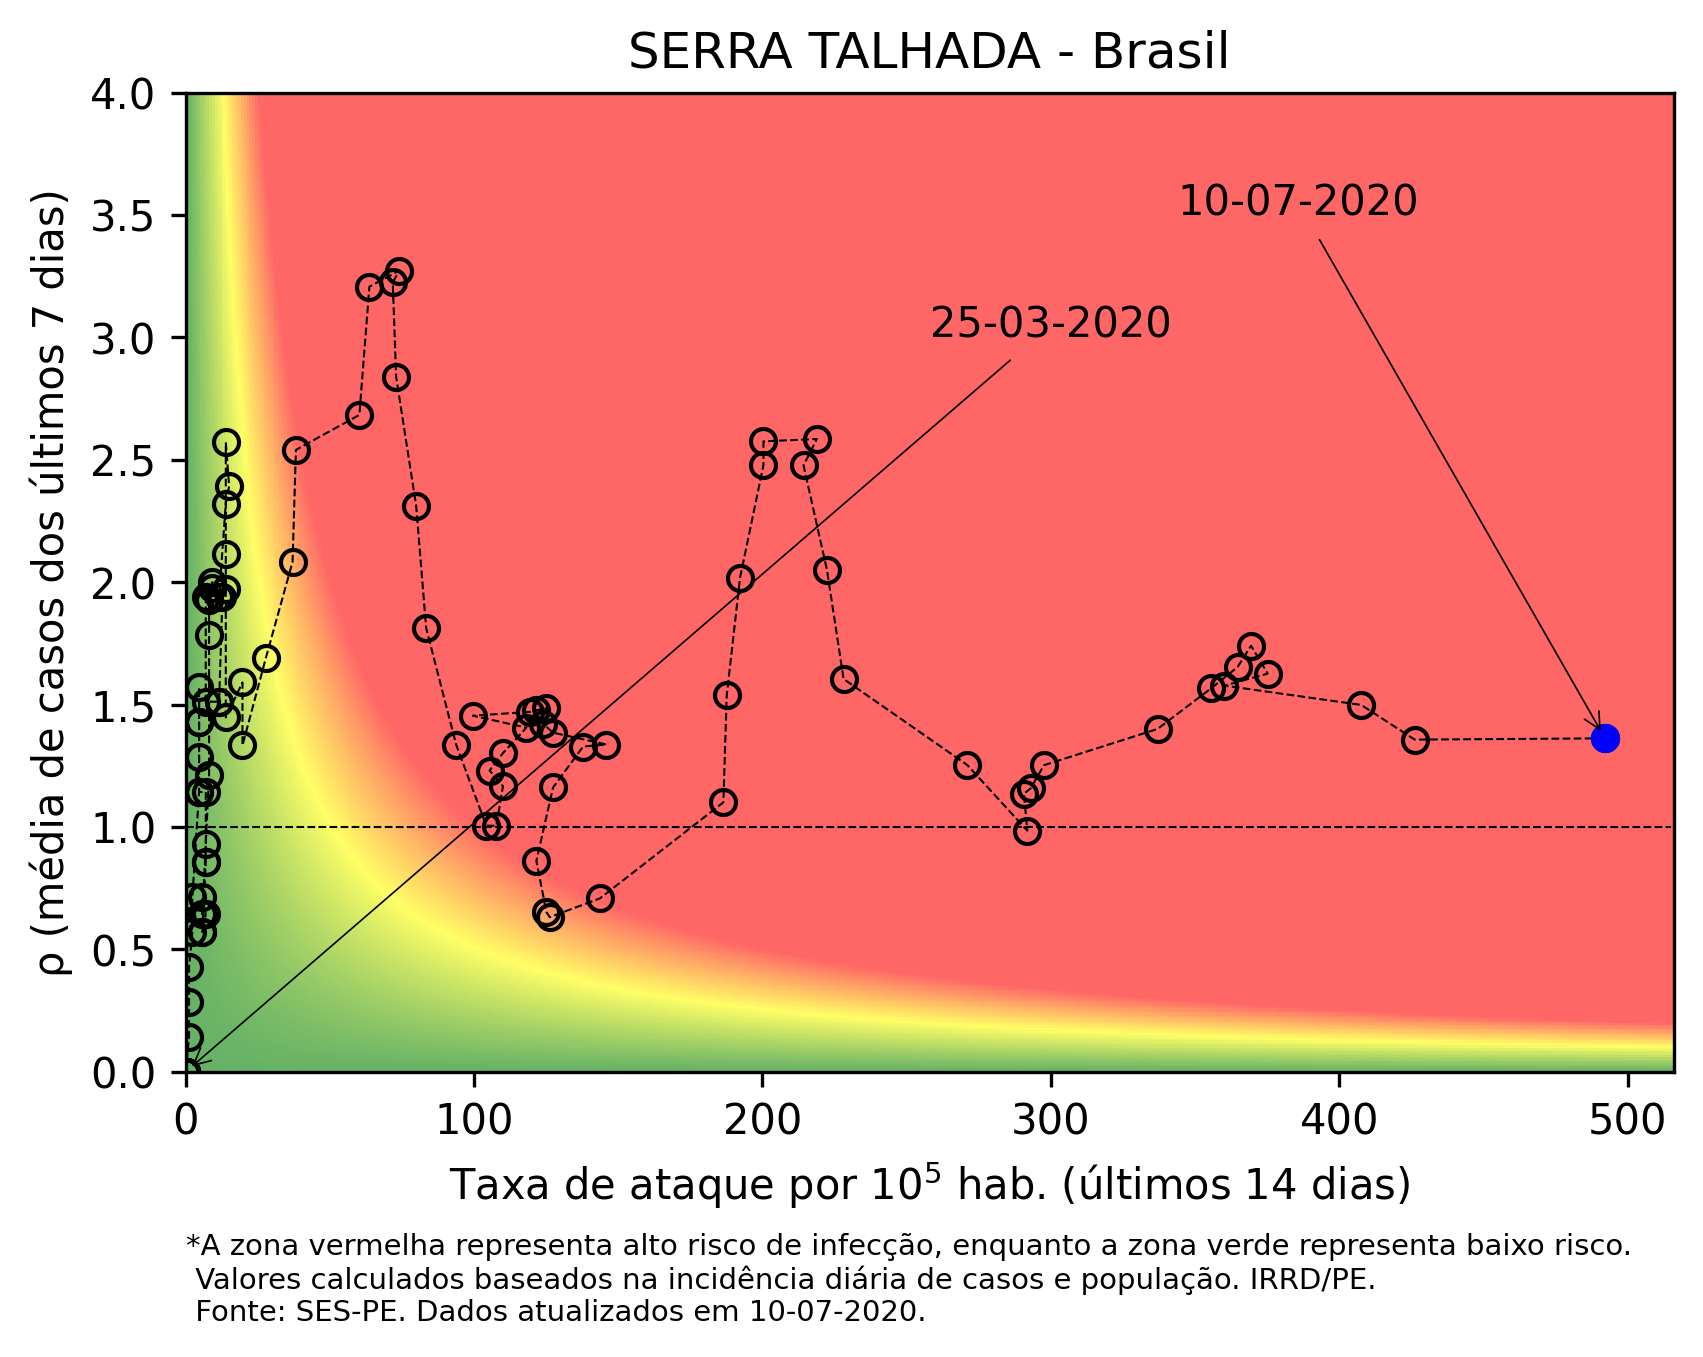 SERRA TALHADA - Brasil
4.0
3.5
3.0
2.5
2.0
1.5
1.0
0.5
0.0
ρ (média de casos dos últimos 7 dias)
10-07-2020
25-03-2020
0 100 200 300 400 500
Taxa de ataque por 10⁵ hab. (últimos 14 dias)
*A zona vermelha representa alto risco de infecção, enquanto a zona verde representa baixo risco.
Valores calculados baseados na incidência diária de casos e população. IRRD/PE.
Fonte: SES-PE. Dados atualizados em 10-07-2020.